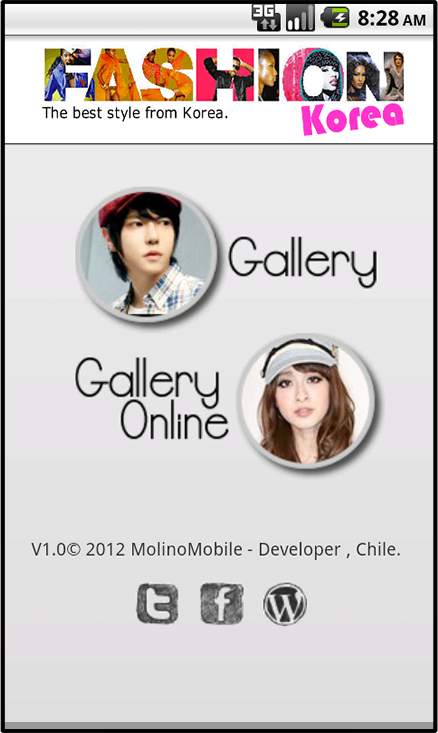 3G
8:28 AM
FASHION
The best style from Korea.
Korea
Gallery
Gallery
Online
V1.0© 2012 MolinoMobile - Developer , Chile.
t f W